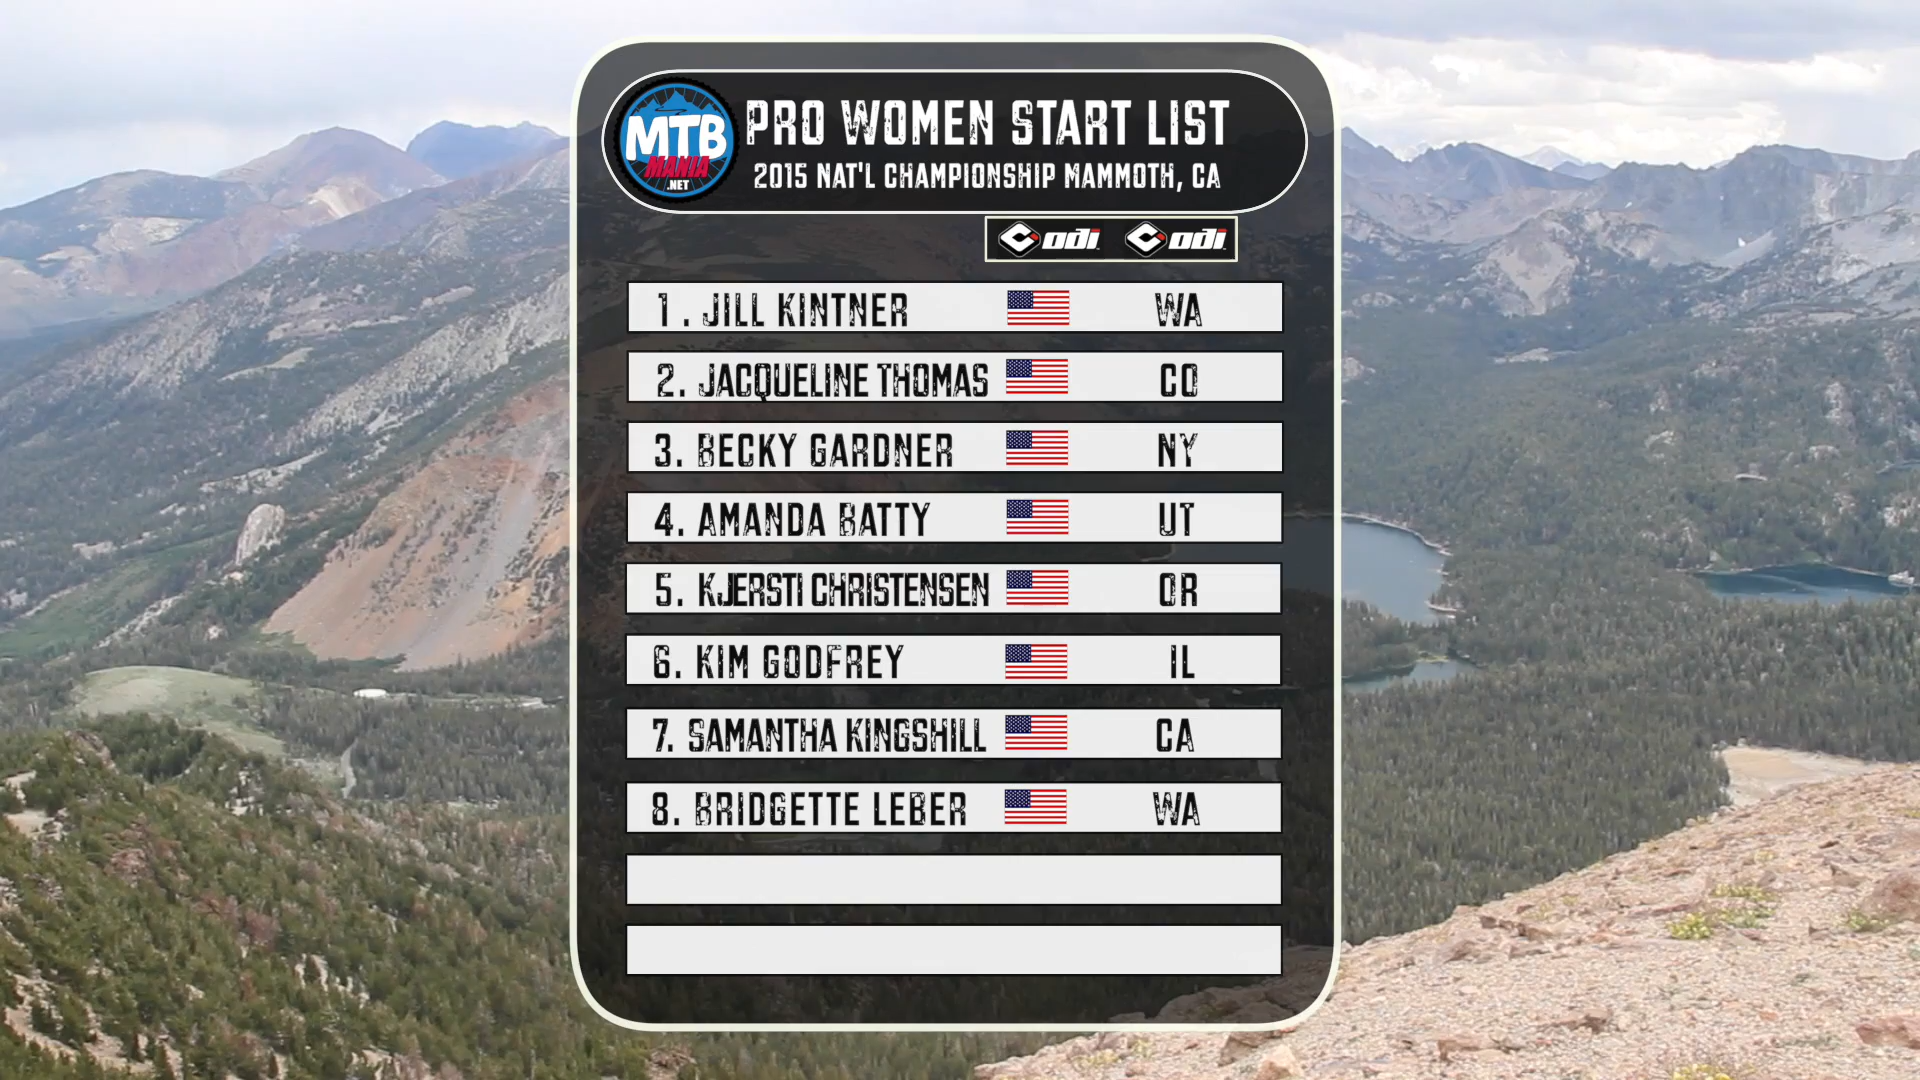 MTB
MANIA
.NET
PRO WOMEN START LIST
2015 NAT'L CHAMPIONSHIP MAMMOTH, CA
odi odi
1. JILL KINTNER WA
2. JACQUELINE THOMAS CO
3. BECKY GARDNER NY
4. AMANDA BATTY UT
5. KJERSTI CHRISTENSEN OR
6. KIM GODFREY IL
7. SAMANTHA KINGSHILL CA
8. BRIDGETTE LEBER WA